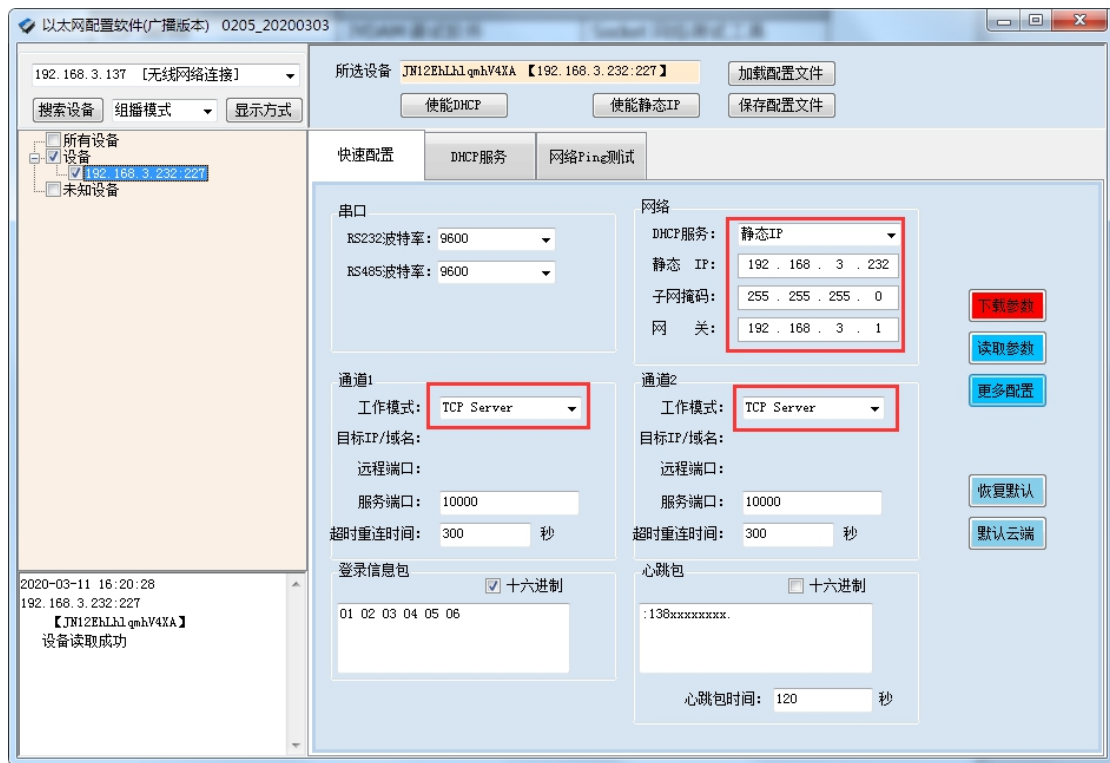 以太网配置软件(广播版本) 0205_20200303
192.168.3.137 [无线网络连接]
搜索设备 组播模式 显示方式
所选设备 JN12EhLhlqmhV4XA 【192.168.3.232:227】 加载配置文件
使能DHCP 使能静态IP 保存配置文件
所有设备
设备
192.168.3.232:227
未知设备
快速配置 DHCP服务 网络Ping测试
串口
RS232波特率: 9600
RS485波特率: 9600
网络
DHCP服务: 静态IP
静态 IP: 192 . 168 . 3 . 232
子网掩码: 255 . 255 . 255 . 0
网 关: 192 . 168 . 3 . 1
下载参数
读取参数
更多配置
恢复默认
默认云端
通道1
工作模式: TCP Server
目标IP/域名:
远程端口:
服务端口: 10000
超时重连时间: 300 秒
通道2
工作模式: TCP Server
目标IP/域名:
远程端口:
服务端口: 10000
超时重连时间: 300 秒
登录信息包
十六进制
01 02 03 04 05 06
心跳包
十六进制
:138xxxxxxxx.
心跳包时间: 120 秒
2020-03-11 16:20:28
192.168.3.232:227
【JN12EhLhlqmhV4XA】
设备读取成功